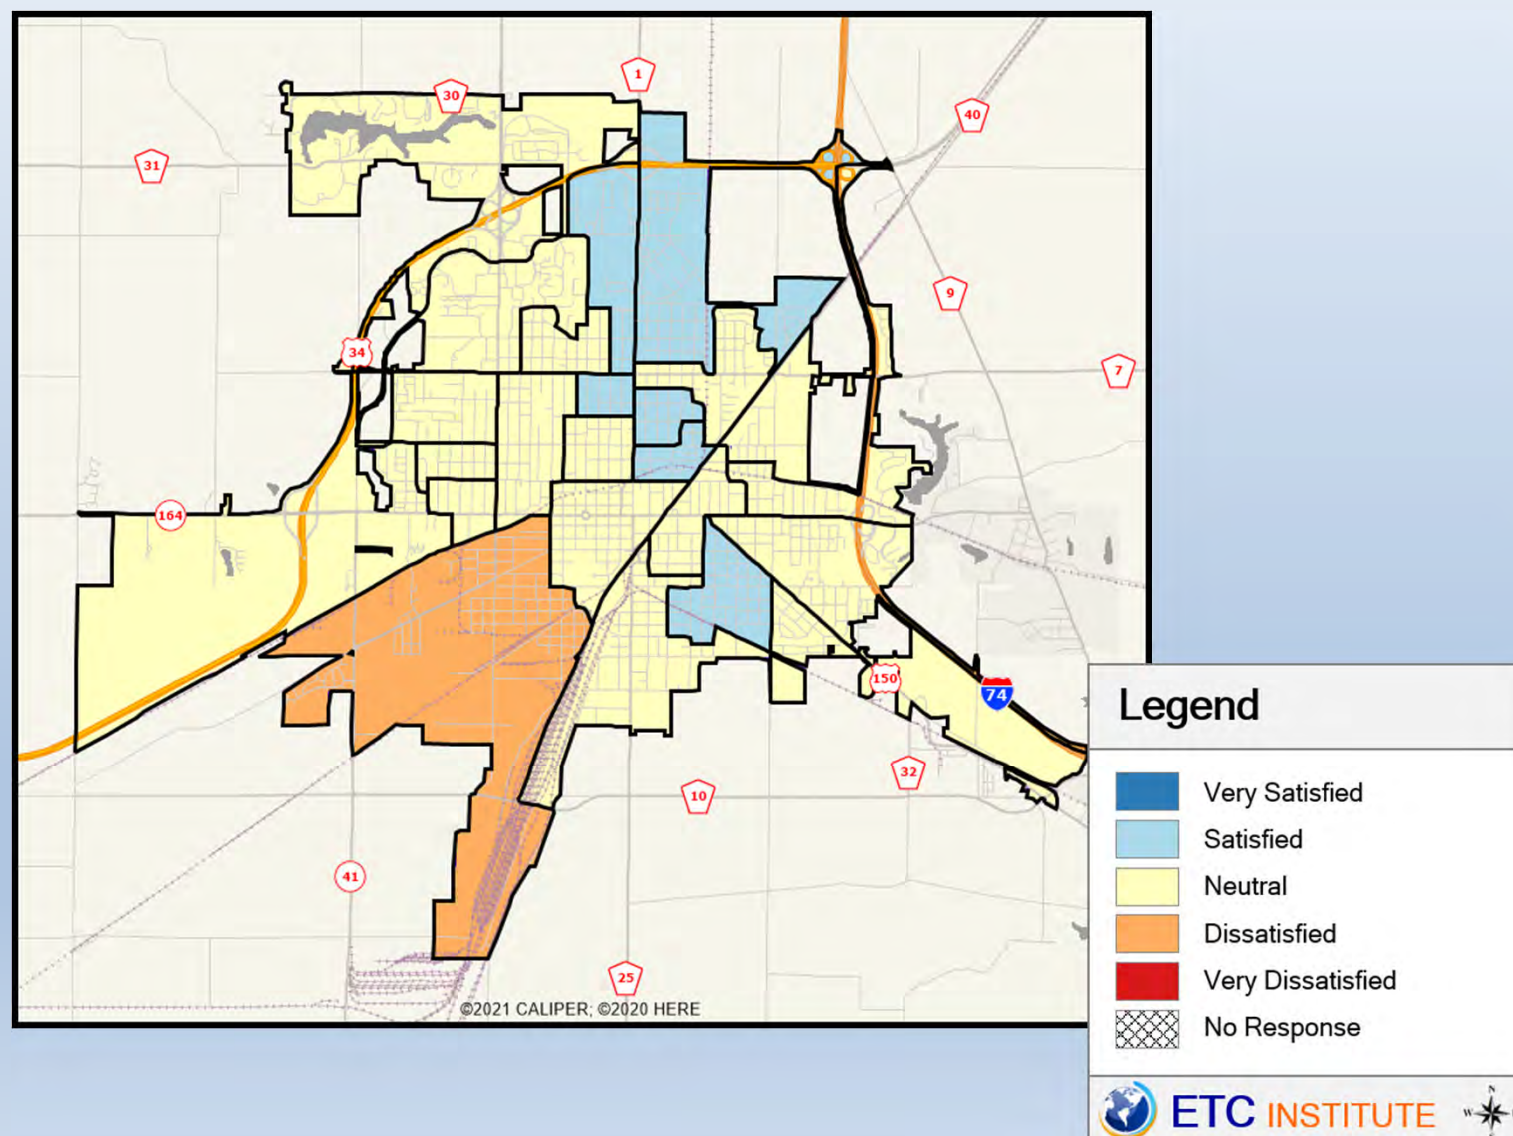 1
30
40
31
9
34
7
164
150
74
32
10
41
25
©2021 CALIPER; ©2020 HERE
Legend
Very Satisfied
Satisfied
Neutral
Dissatisfied
Very Dissatisfied
No Response
ETC INSTITUTE
N
W
S